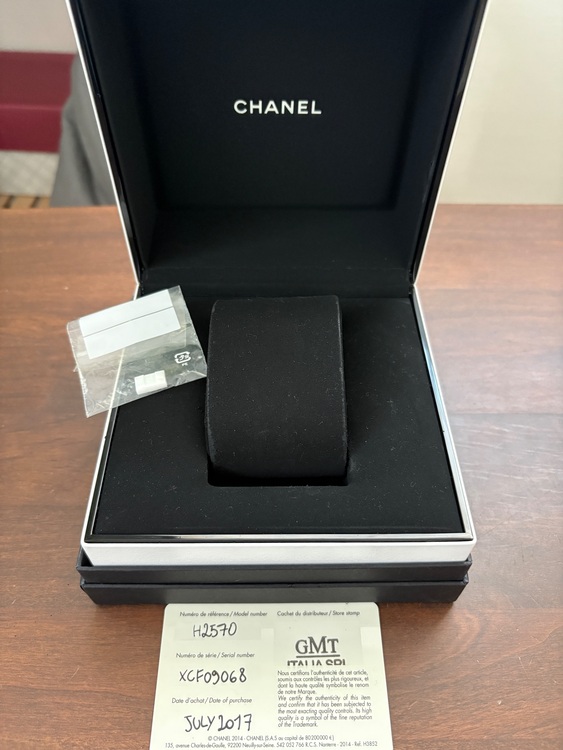 CHANEL
Numéro de référence / Model number
H2570
Numéro de série / Serial number
XCF09068
Date d'achat / Date of purchase
JULY 2017
Cachet du distributeur / Store stamp
GMT
ITALIA SRL
Nous certifions l'authenticité de cet article,
soumis aux contrôles les plus rigoureux, et
dont la haute qualité symbolise le renom
de notre Marque.
We certify the authenticity of this item
and confirm that it has been subjected to
the most exacting quality controls. Its high
quality is a symbol of the fine reputation
of the Trademark.
© CHANEL 2014 - CHANEL (S.A.S au capital de 80200000 €)
135, avenue Charles-de-Gaulle, 92200 Neuilly-sur-Seine. 542 052 766 R.C.S. Nanterre - 2014 - Ref. H3852